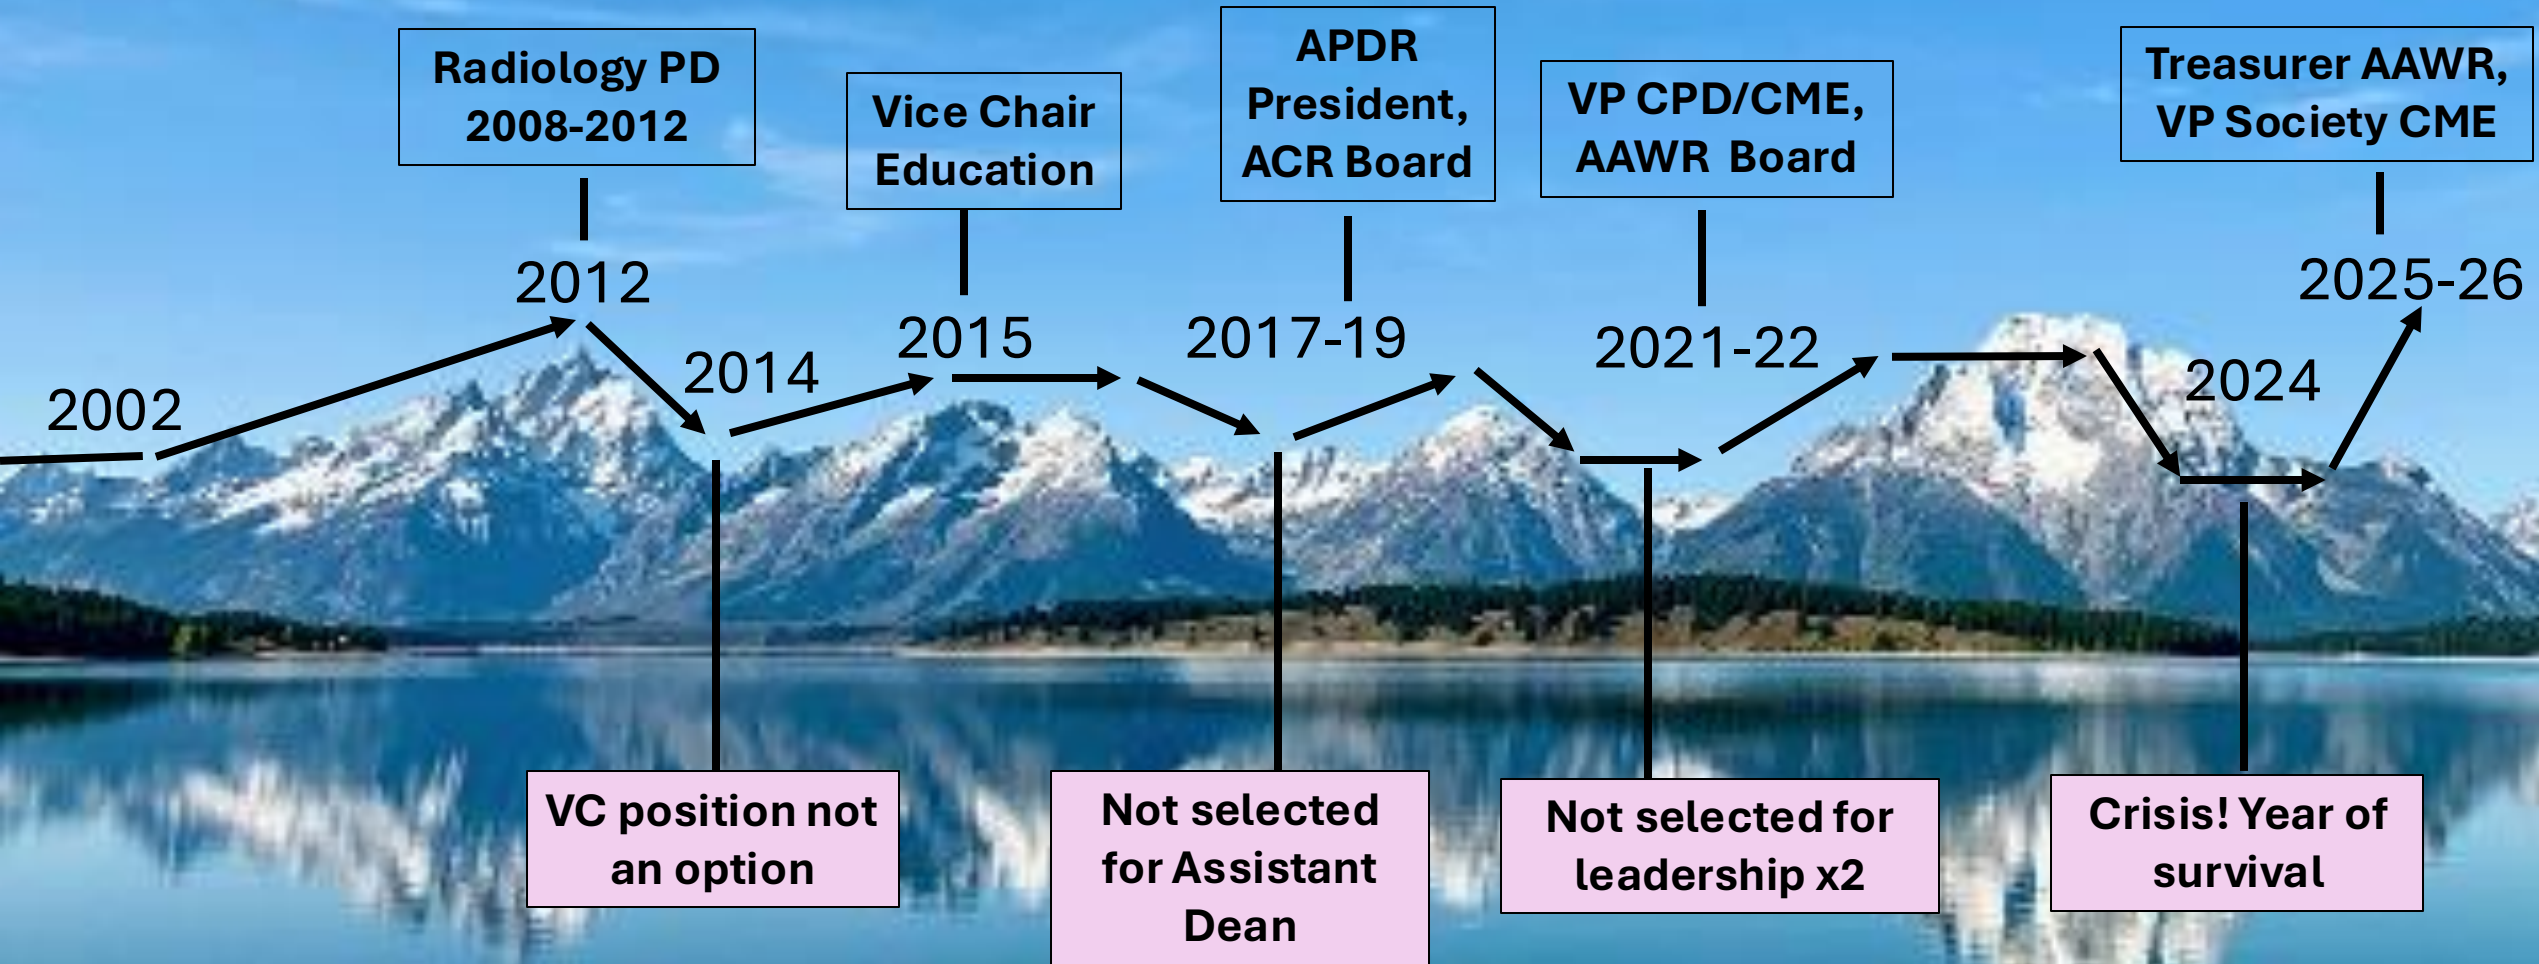 Radiology PD
2008-2012
Vice Chair
Education
APDR
President,
ACR Board
VP CPD/CME,
AAWR Board
Treasurer AAWR,
VP Society CME
2002
2012
2014
2015
2017-19
2021-22
2024
2025-26
VC position not
an option
Not selected
for Assistant
Dean
Not selected for
leadership x2
Crisis! Year of
survival